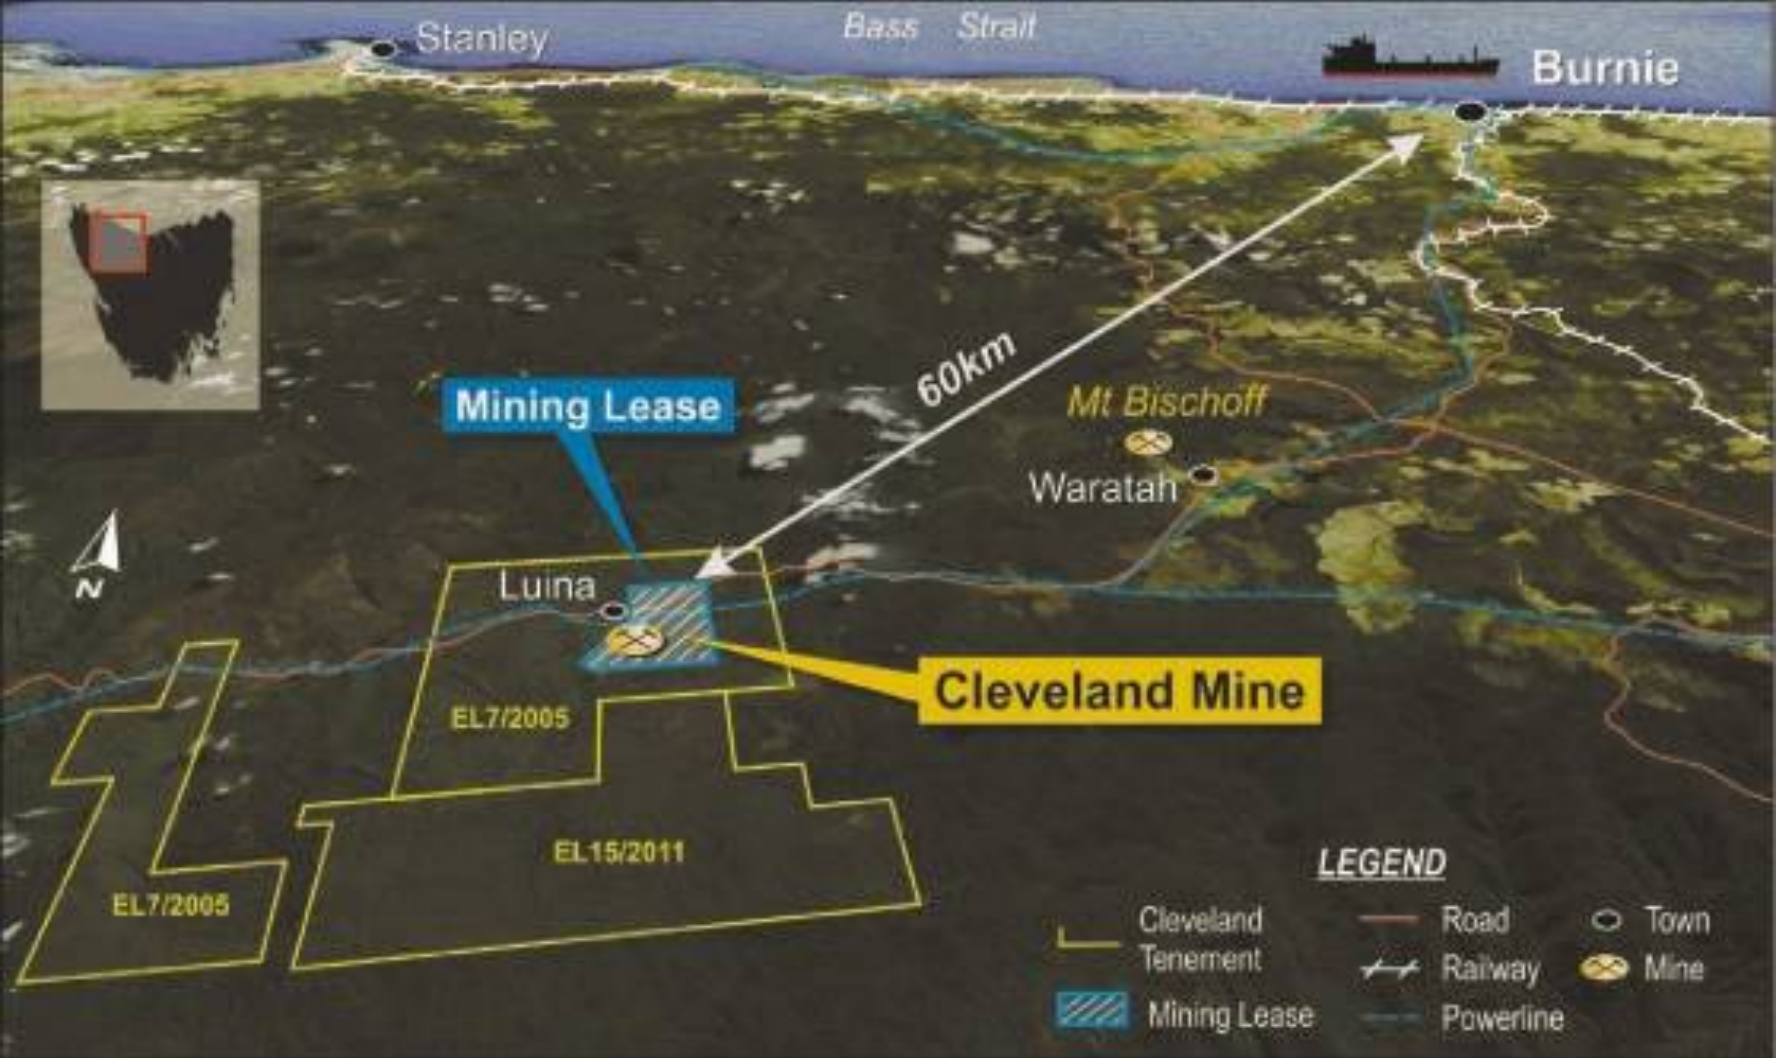 Bass Strait
Stanley
Burnie
60km
Mining Lease
Mt Bischoff
Waratah
N
Luina
Cleveland Mine
EL7/2005
EL15/2011
EL7/2005
LEGEND
Cleveland
Tenement
Mining Lease
Road
Railway
Powerline
Town
Mine